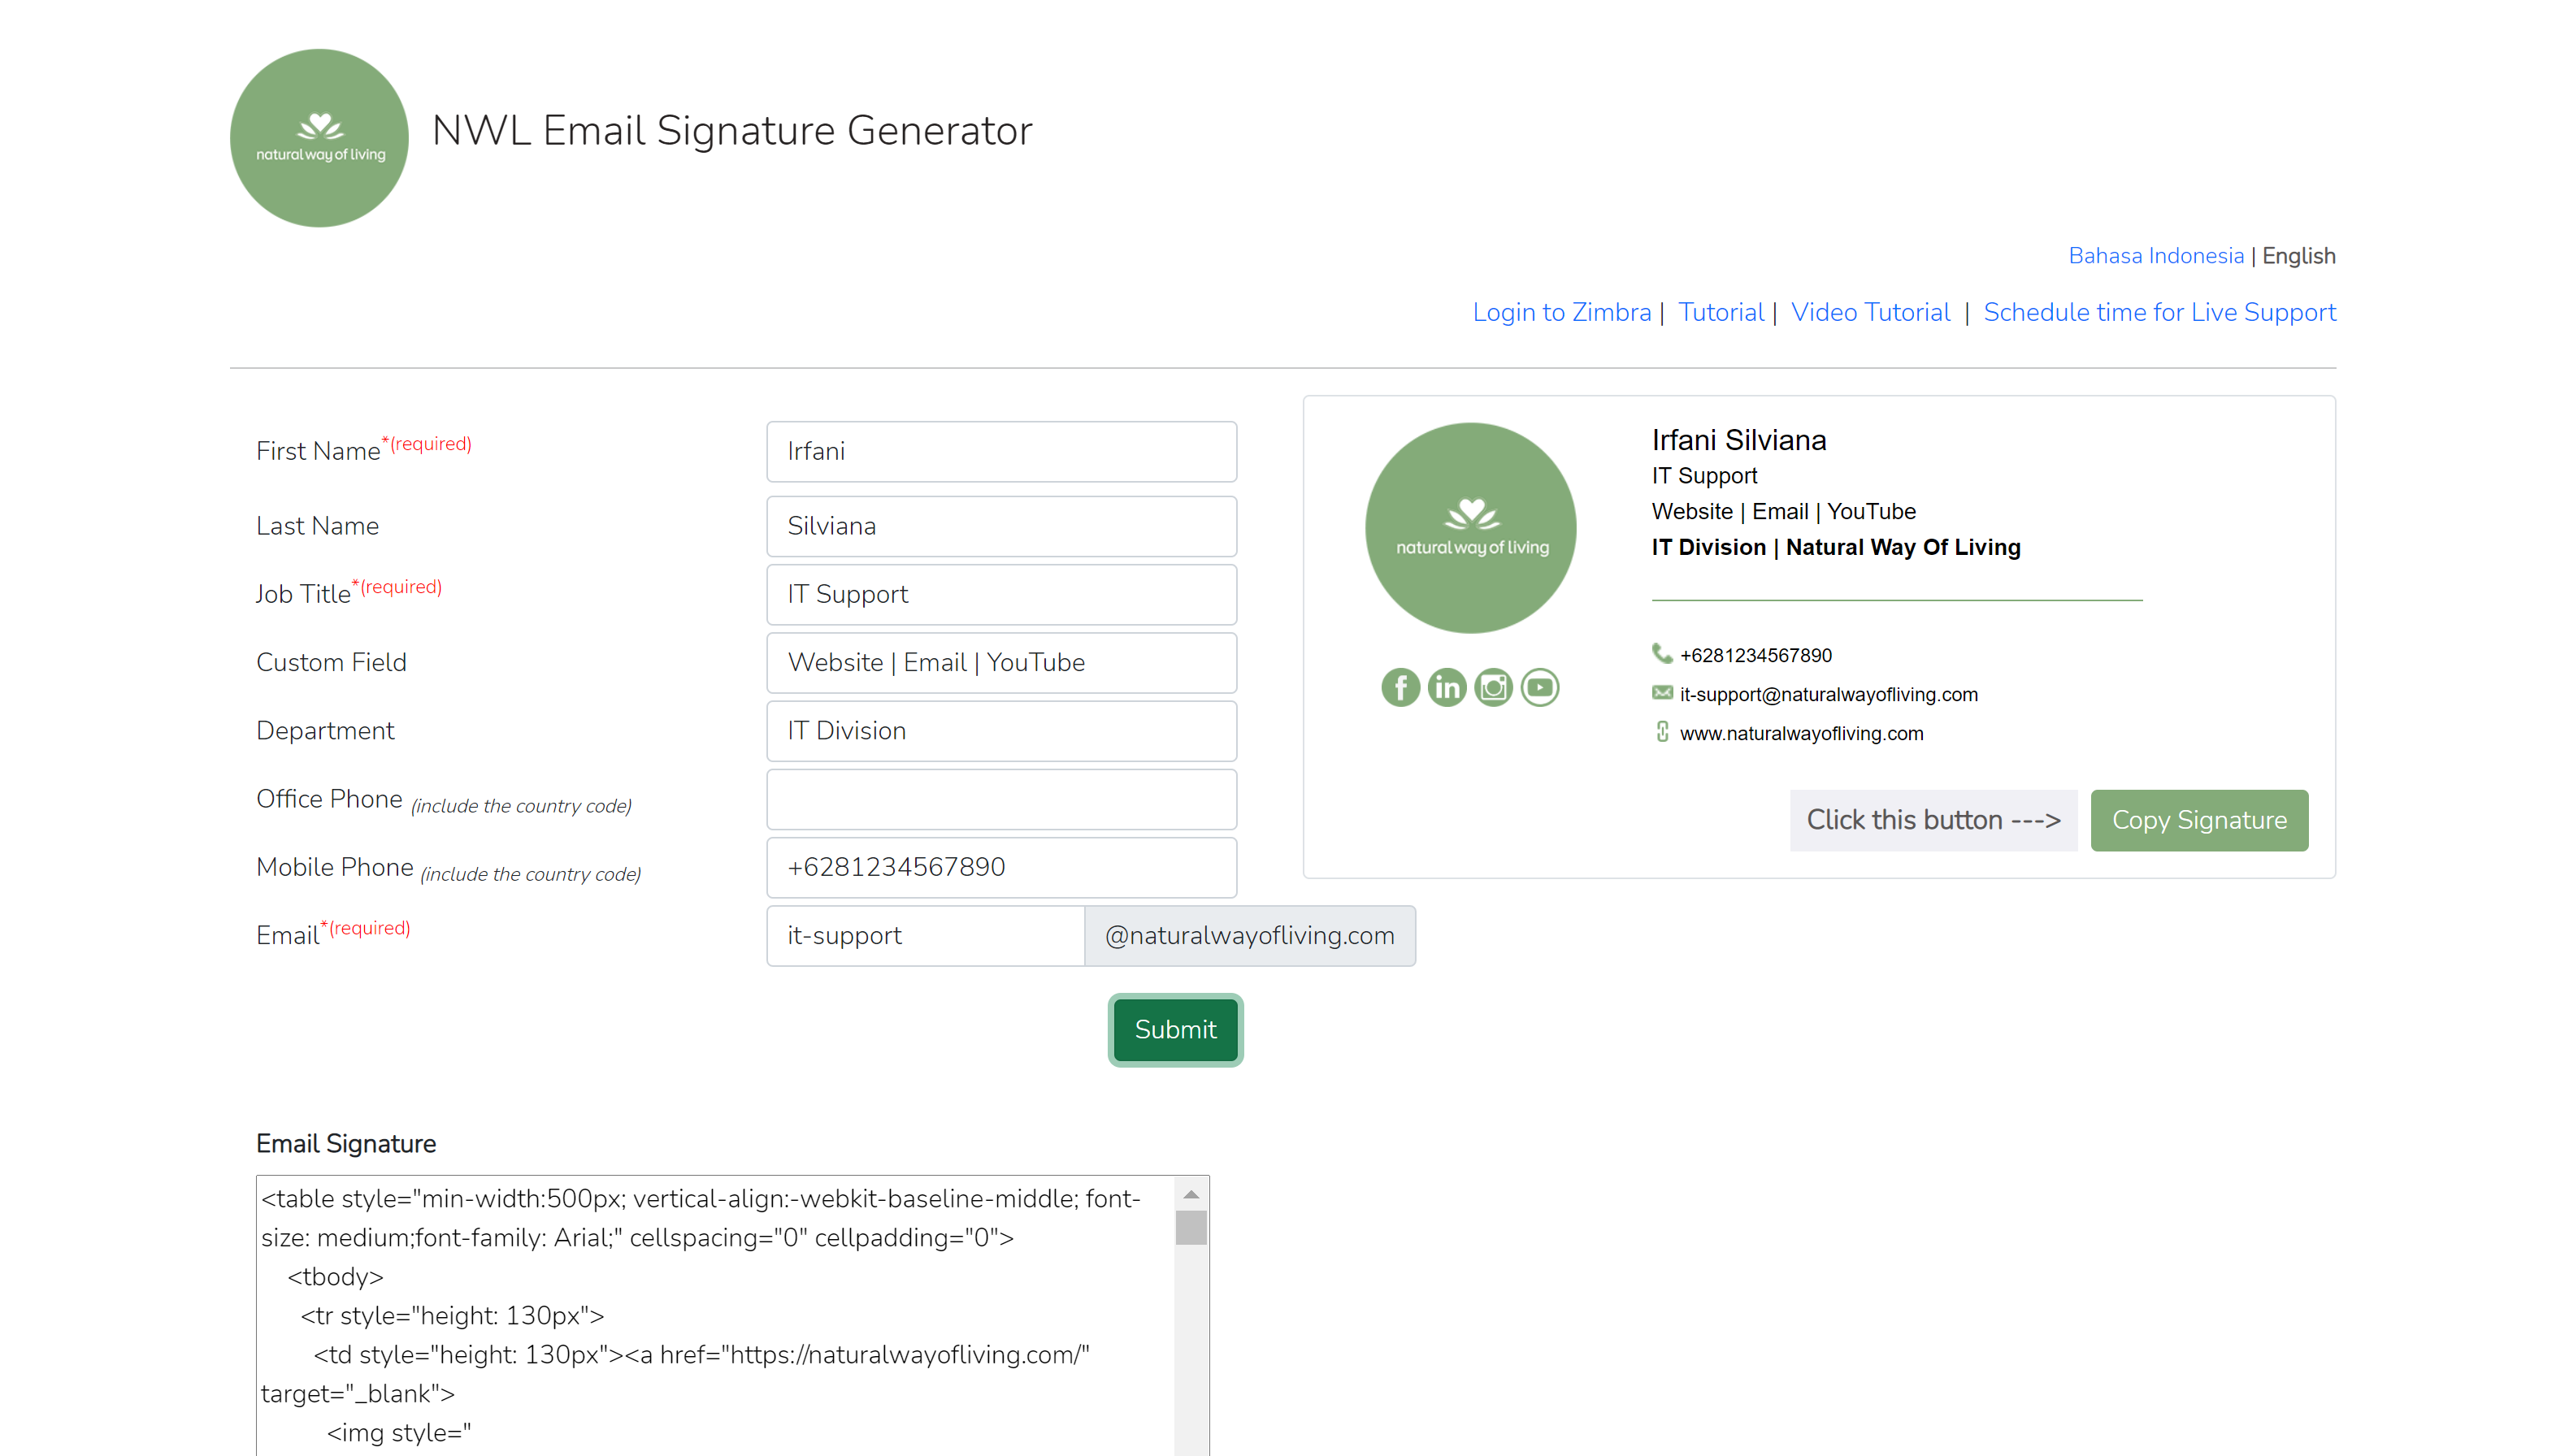 natural way of living
NWL Email Signature Generator
Bahasa Indonesia | English
Login to Zimbra | Tutorial | Video Tutorial | Schedule time for Live Support
First Name*(required)
Irfani
Last Name
Silviana
Job Title*(required)
IT Support
Custom Field
Website | Email | YouTube
Department
IT Division
Office Phone (include the country code)
Mobile Phone (include the country code)
+6281234567890
Email*(required)
it-support
@naturalwayofliving.com
Submit
natural way of living
Irfani Silviana
IT Support
Website | Email | YouTube
IT Division | Natural Way Of Living
+6281234567890
it-support@naturalwayofliving.com
www.naturalwayofliving.com
Click this button --->
Copy Signature
Email Signature
<table style="min-width:500px; vertical-align:-webkit-baseline-middle; font-
size: medium;font-family: Arial;" cellspacing="0" cellpadding="0">
<tbody>
<tr style="height: 130px">
<td style="height: 130px"><a href="https://naturalwayofliving.com/"
target="_blank">
<img style="